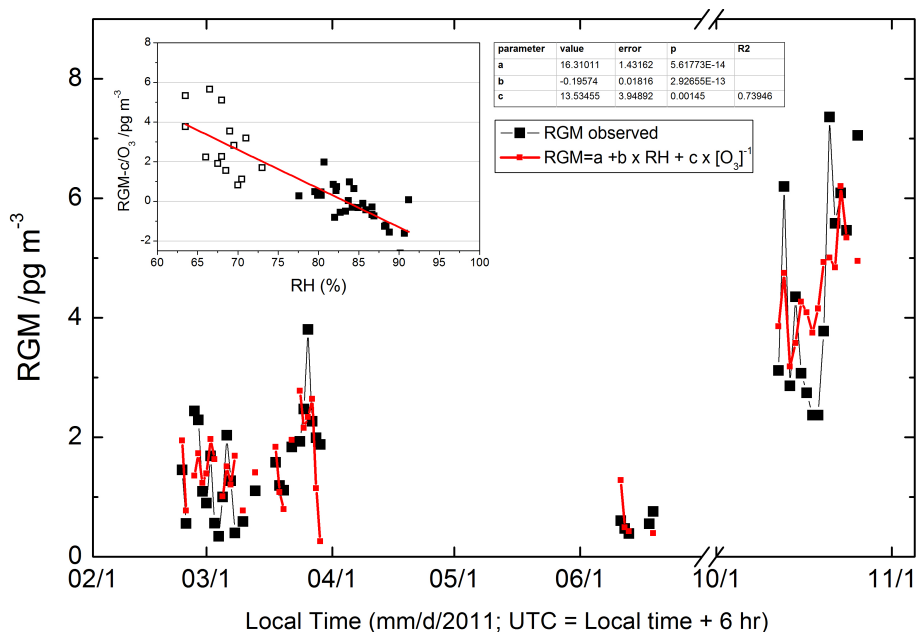 8
6
4
2
0
RGM /pg m⁻³
8
6
4
2
0
-2
RGM-c/O₃ /pg m⁻³
60 65 70 75 80 85 90 95 100
RH (%)
parameter value error p R2
a 16.31011 1.43162 5.61773E-14
b -0.19574 0.01816 2.92655E-13
c 13.53455 3.94892 0.00145 0.73946
RGM observed
RGM=a +b x RH + c x [O₃]⁻¹
02/1 03/1 04/1 05/1 06/1 10/1 11/1
Local Time (mm/d/2011; UTC = Local time + 6 hr)